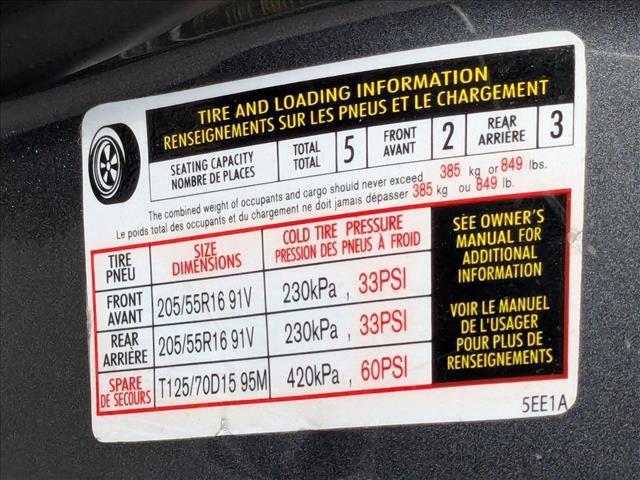 TIRE AND LOADING INFORMATION
RENSEIGNEMENTS SUR LES PNEUS ET LE CHARGEMENT
SEATING CAPACITY
NOMBRE DE PLACES
TOTAL
TOTAL
5
FRONT
AVANT
2
REAR
ARRIÈRE
3
The combined weight of occupants and cargo should never exceed 385 kg or 849 lbs.
Le poids total des occupants et du chargement ne doit jamais dépasser 385 kg ou 849 lb.
TIRE
PNEU
SIZE
DIMENSIONS
COLD TIRE PRESSURE
PRESSION DES PNEUS À FROID
FRONT
AVANT
205/55R16 91V
230kPa , 33PSI
REAR
ARRIÈRE
205/55R16 91V
230kPa , 33PSI
SPARE
DE SECOURS
T125/70D15 95M
420kPa , 60PSI
SEE OWNER'S
MANUAL FOR
ADDITIONAL
INFORMATION
VOIR LE MANUEL
DE L'USAGER
POUR PLUS DE
RENSEIGNEMENTS
5EE1A